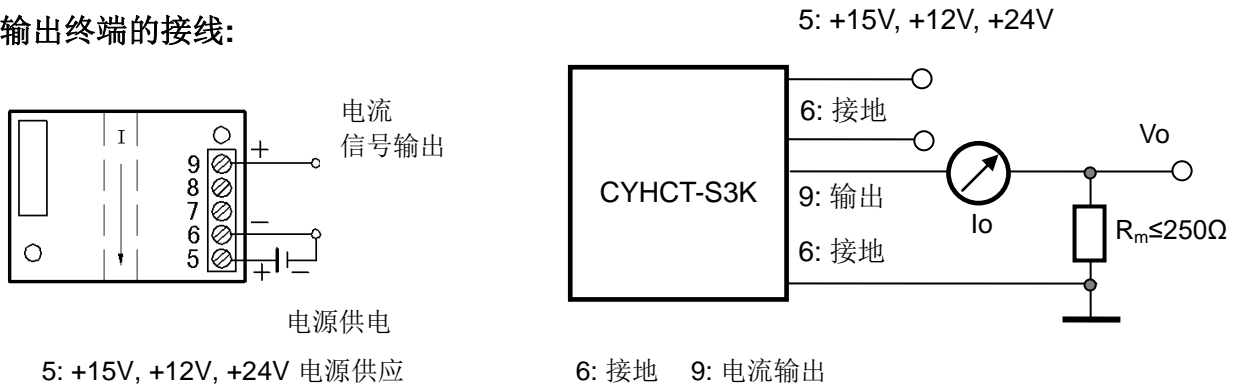 输出终端的接线:
5: +15V, +12V, +24V
电流
信号输出
I
+
9
8
7
6
5
−
+
−
电源供电
6: 接地
CYHCT-S3K
9: 输出
6: 接地
Io
Vo
Rm≤250Ω
5: +15V, +12V, +24V 电源供应
6: 接地 9: 电流输出